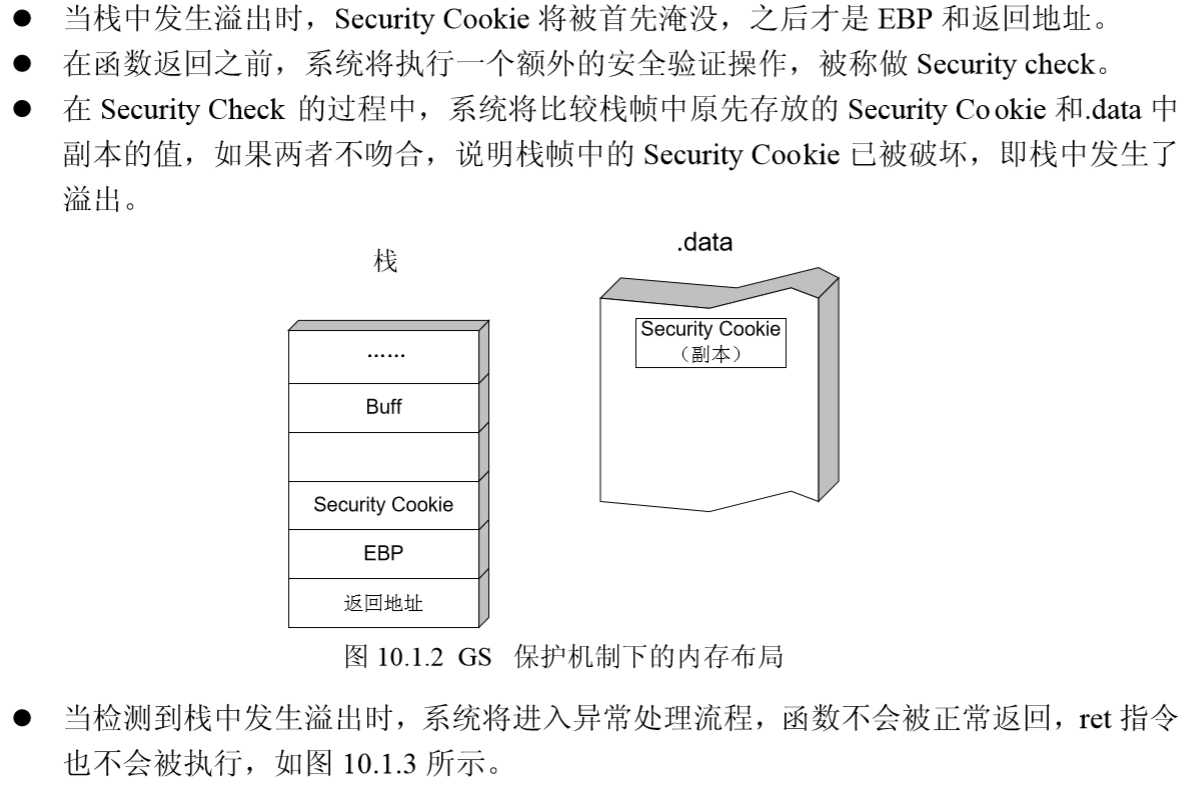 ● 当栈中发生溢出时，Security Cookie 将被首先淹没，之后才是 EBP 和返回地址。
● 在函数返回之前，系统将执行一个额外的安全验证操作，被称做 Security check。
● 在 Security Check 的过程中，系统将比较栈帧中原先存放的 Security Cookie 和.data 中
副本的值，如果两者不吻合，说明栈帧中的 Security Cookie 已被破坏，即栈中发生了
溢出。
栈
……
Buff
Security Cookie
EBP
返回地址
.data
Security Cookie
（副本）
图 10.1.2 GS 保护机制下的内存布局
● 当检测到栈中发生溢出时，系统将进入异常处理流程，函数不会被正常返回，ret 指令
也不会被执行，如图 10.1.3 所示。